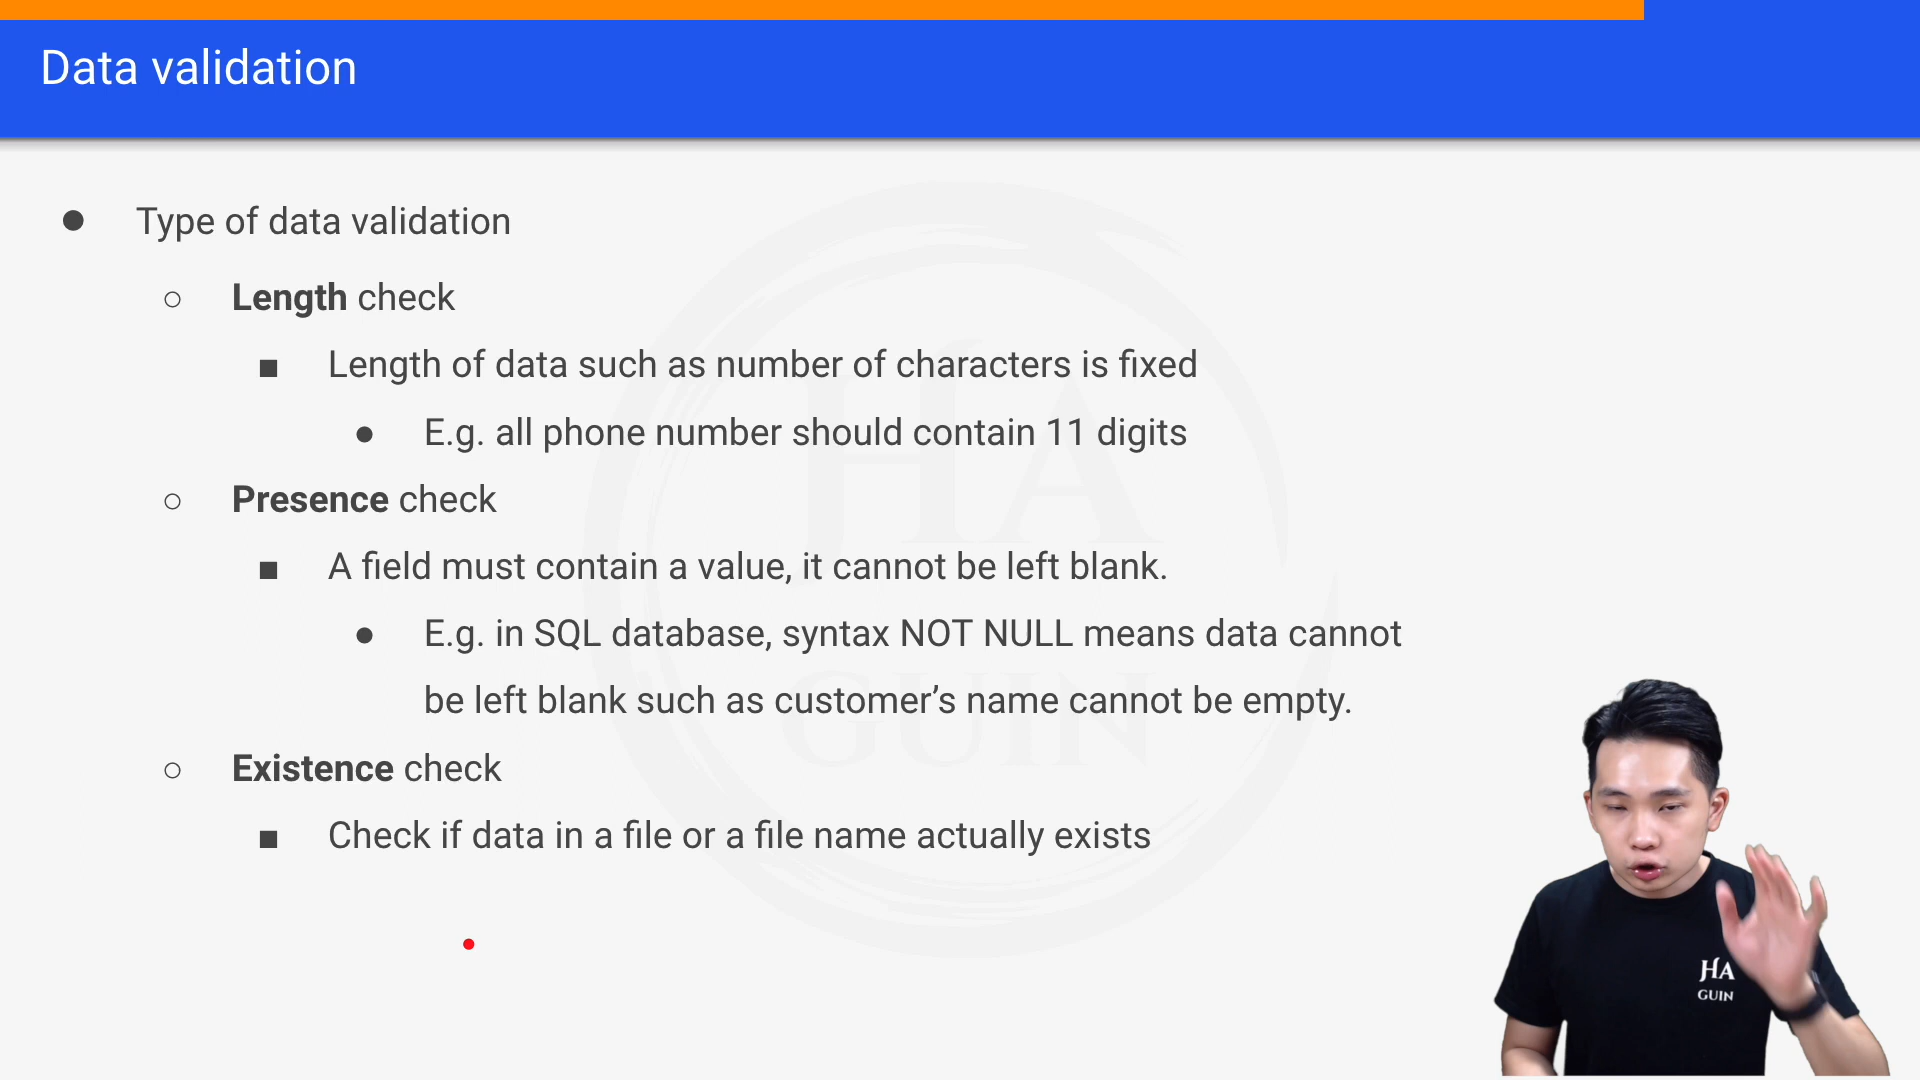 Data validation
● Type of data validation
○ Length check
■ Length of data such as number of characters is fixed
● E.g. all phone number should contain 11 digits
○ Presence check
■ A field must contain a value, it cannot be left blank.
● E.g. in SQL database, syntax NOT NULL means data cannot
be left blank such as customer’s name cannot be empty.
○ Existence check
■ Check if data in a file or a file name actually exists
HA
GUIN
HA
GUIN